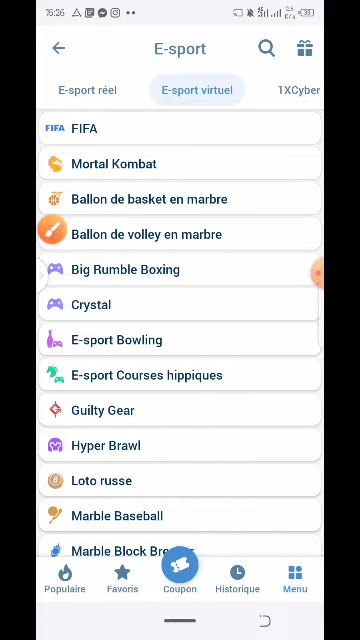 15:26
E-sport
E-sport réel E-sport virtuel 1XCyber
FIFA FIFA
Mortal Kombat
Ballon de basket en marbre
Ballon de volley en marbre
Big Rumble Boxing
Crystal
E-sport Bowling
E-sport Courses hippiques
Guilty Gear
Hyper Brawl
Loto russe
Marble Baseball
Marble Block
Populaire Favoris Coupon Historique Menu